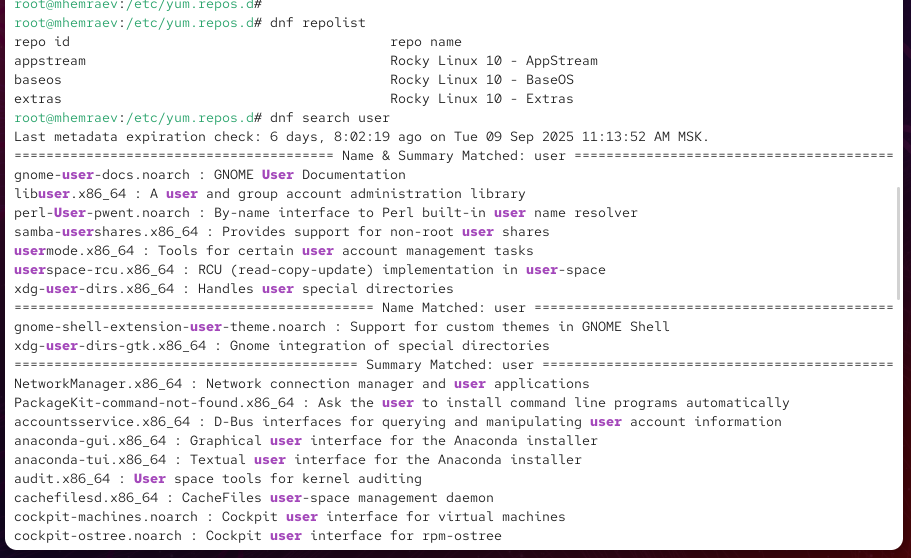 root@mhemraev:/etc/yum.repos.d#
root@mhemraev:/etc/yum.repos.d# dnf repolist
repo id repo name
appstream Rocky Linux 10 - AppStream
baseos Rocky Linux 10 - BaseOS
extras Rocky Linux 10 - Extras
root@mhemraev:/etc/yum.repos.d# dnf search user
Last metadata expiration check: 6 days, 8:02:19 ago on Tue 09 Sep 2025 11:13:52 AM MSK.
======================================== Name & Summary Matched: user ========================================
gnome-user-docs.noarch : GNOME User Documentation
libuser.x86_64 : A user and group account administration library
perl-User-pwent.noarch : By-name interface to Perl built-in user name resolver
samba-usershares.x86_64 : Provides support for non-root user shares
usermode.x86_64 : Tools for certain user account management tasks
userspace-rcu.x86_64 : RCU (read-copy-update) implementation in user-space
xdg-user-dirs.x86_64 : Handles user special directories
============================================= Name Matched: user =============================================
gnome-shell-extension-user-theme.noarch : Support for custom themes in GNOME Shell
xdg-user-dirs-gtk.x86_64 : Gnome integration of special directories
=========================================== Summary Matched: user ============================================
NetworkManager.x86_64 : Network connection manager and user applications
PackageKit-command-not-found.x86_64 : Ask the user to install command line programs automatically
accountsservice.x86_64 : D-Bus interfaces for querying and manipulating user account information
anaconda-gui.x86_64 : Graphical user interface for the Anaconda installer
anaconda-tui.x86_64 : Textual user interface for the Anaconda installer
audit.x86_64 : User space tools for kernel auditing
cachefilesd.x86_64 : CacheFiles user-space management daemon
cockpit-machines.noarch : Cockpit user interface for virtual machines
cockpit-ostree.noarch : Cockpit user interface for rpm-ostree